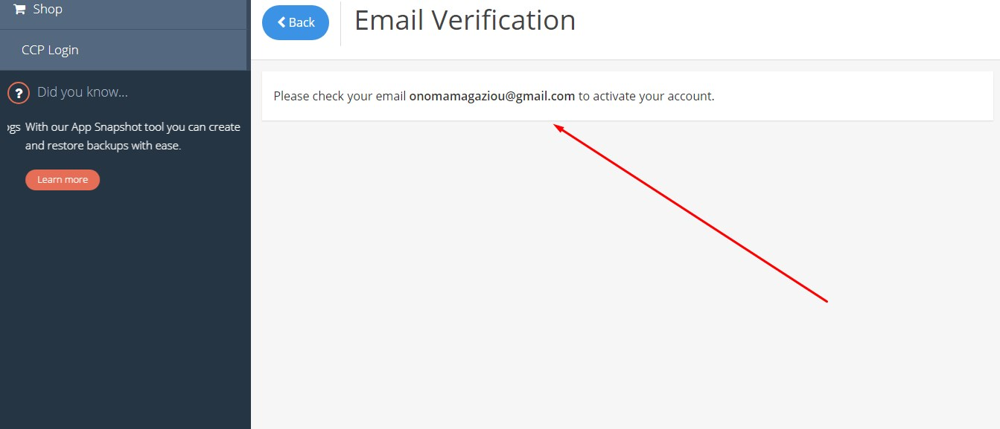 Shop
CCP Login
Did you know...
With our App Snapshot tool you can create
and restore backups with ease.
Learn more
Back
Email Verification
Please check your email onomamagaziou@gmail.com to activate your account.